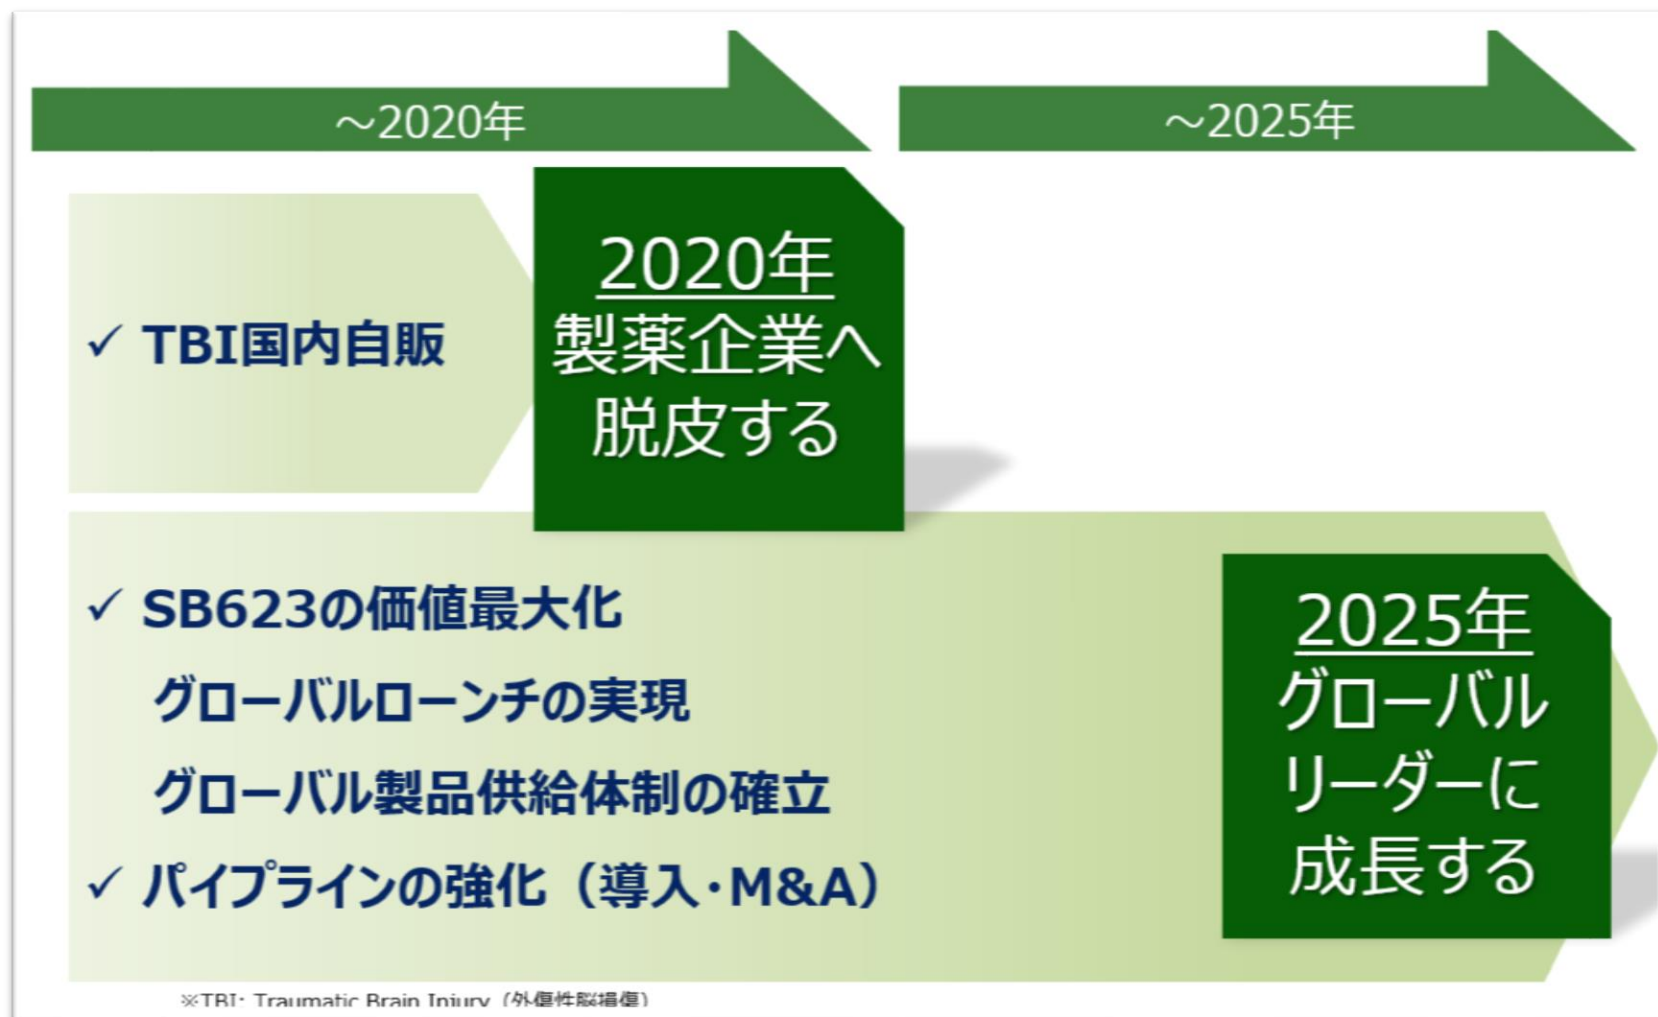 ～2020年
～2025年
✓ TBI国内自販
2020年
製薬企業へ
脱皮する
✓ SB623の価値最大化
グローバルローンチの実現
グローバル製品供給体制の確立
✓ パイプラインの強化（導入・M&A）
2025年
グローバル
リーダーに
成長する
※TBI: Traumatic Brain Injury（外傷性脳損傷）